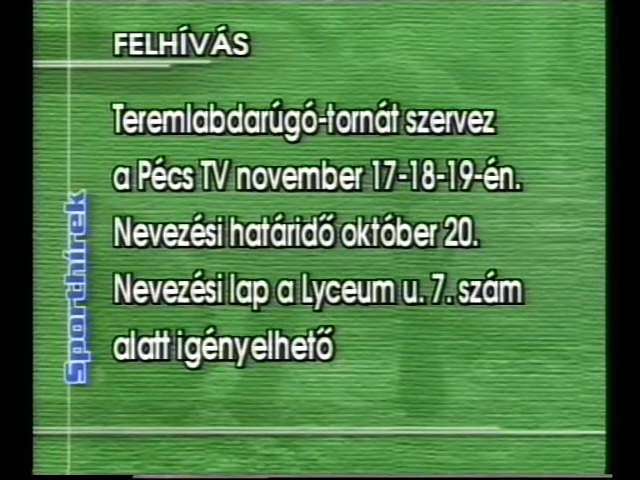 FELHÍVÁS
Teremlabdarúgó-tornát szervez
a Pécs TV november 17-18-19-én.
Nevezési határidő október 20.
Nevezési lap a Lyceum u. 7. szám
alatt igényelhető
Sporthírek